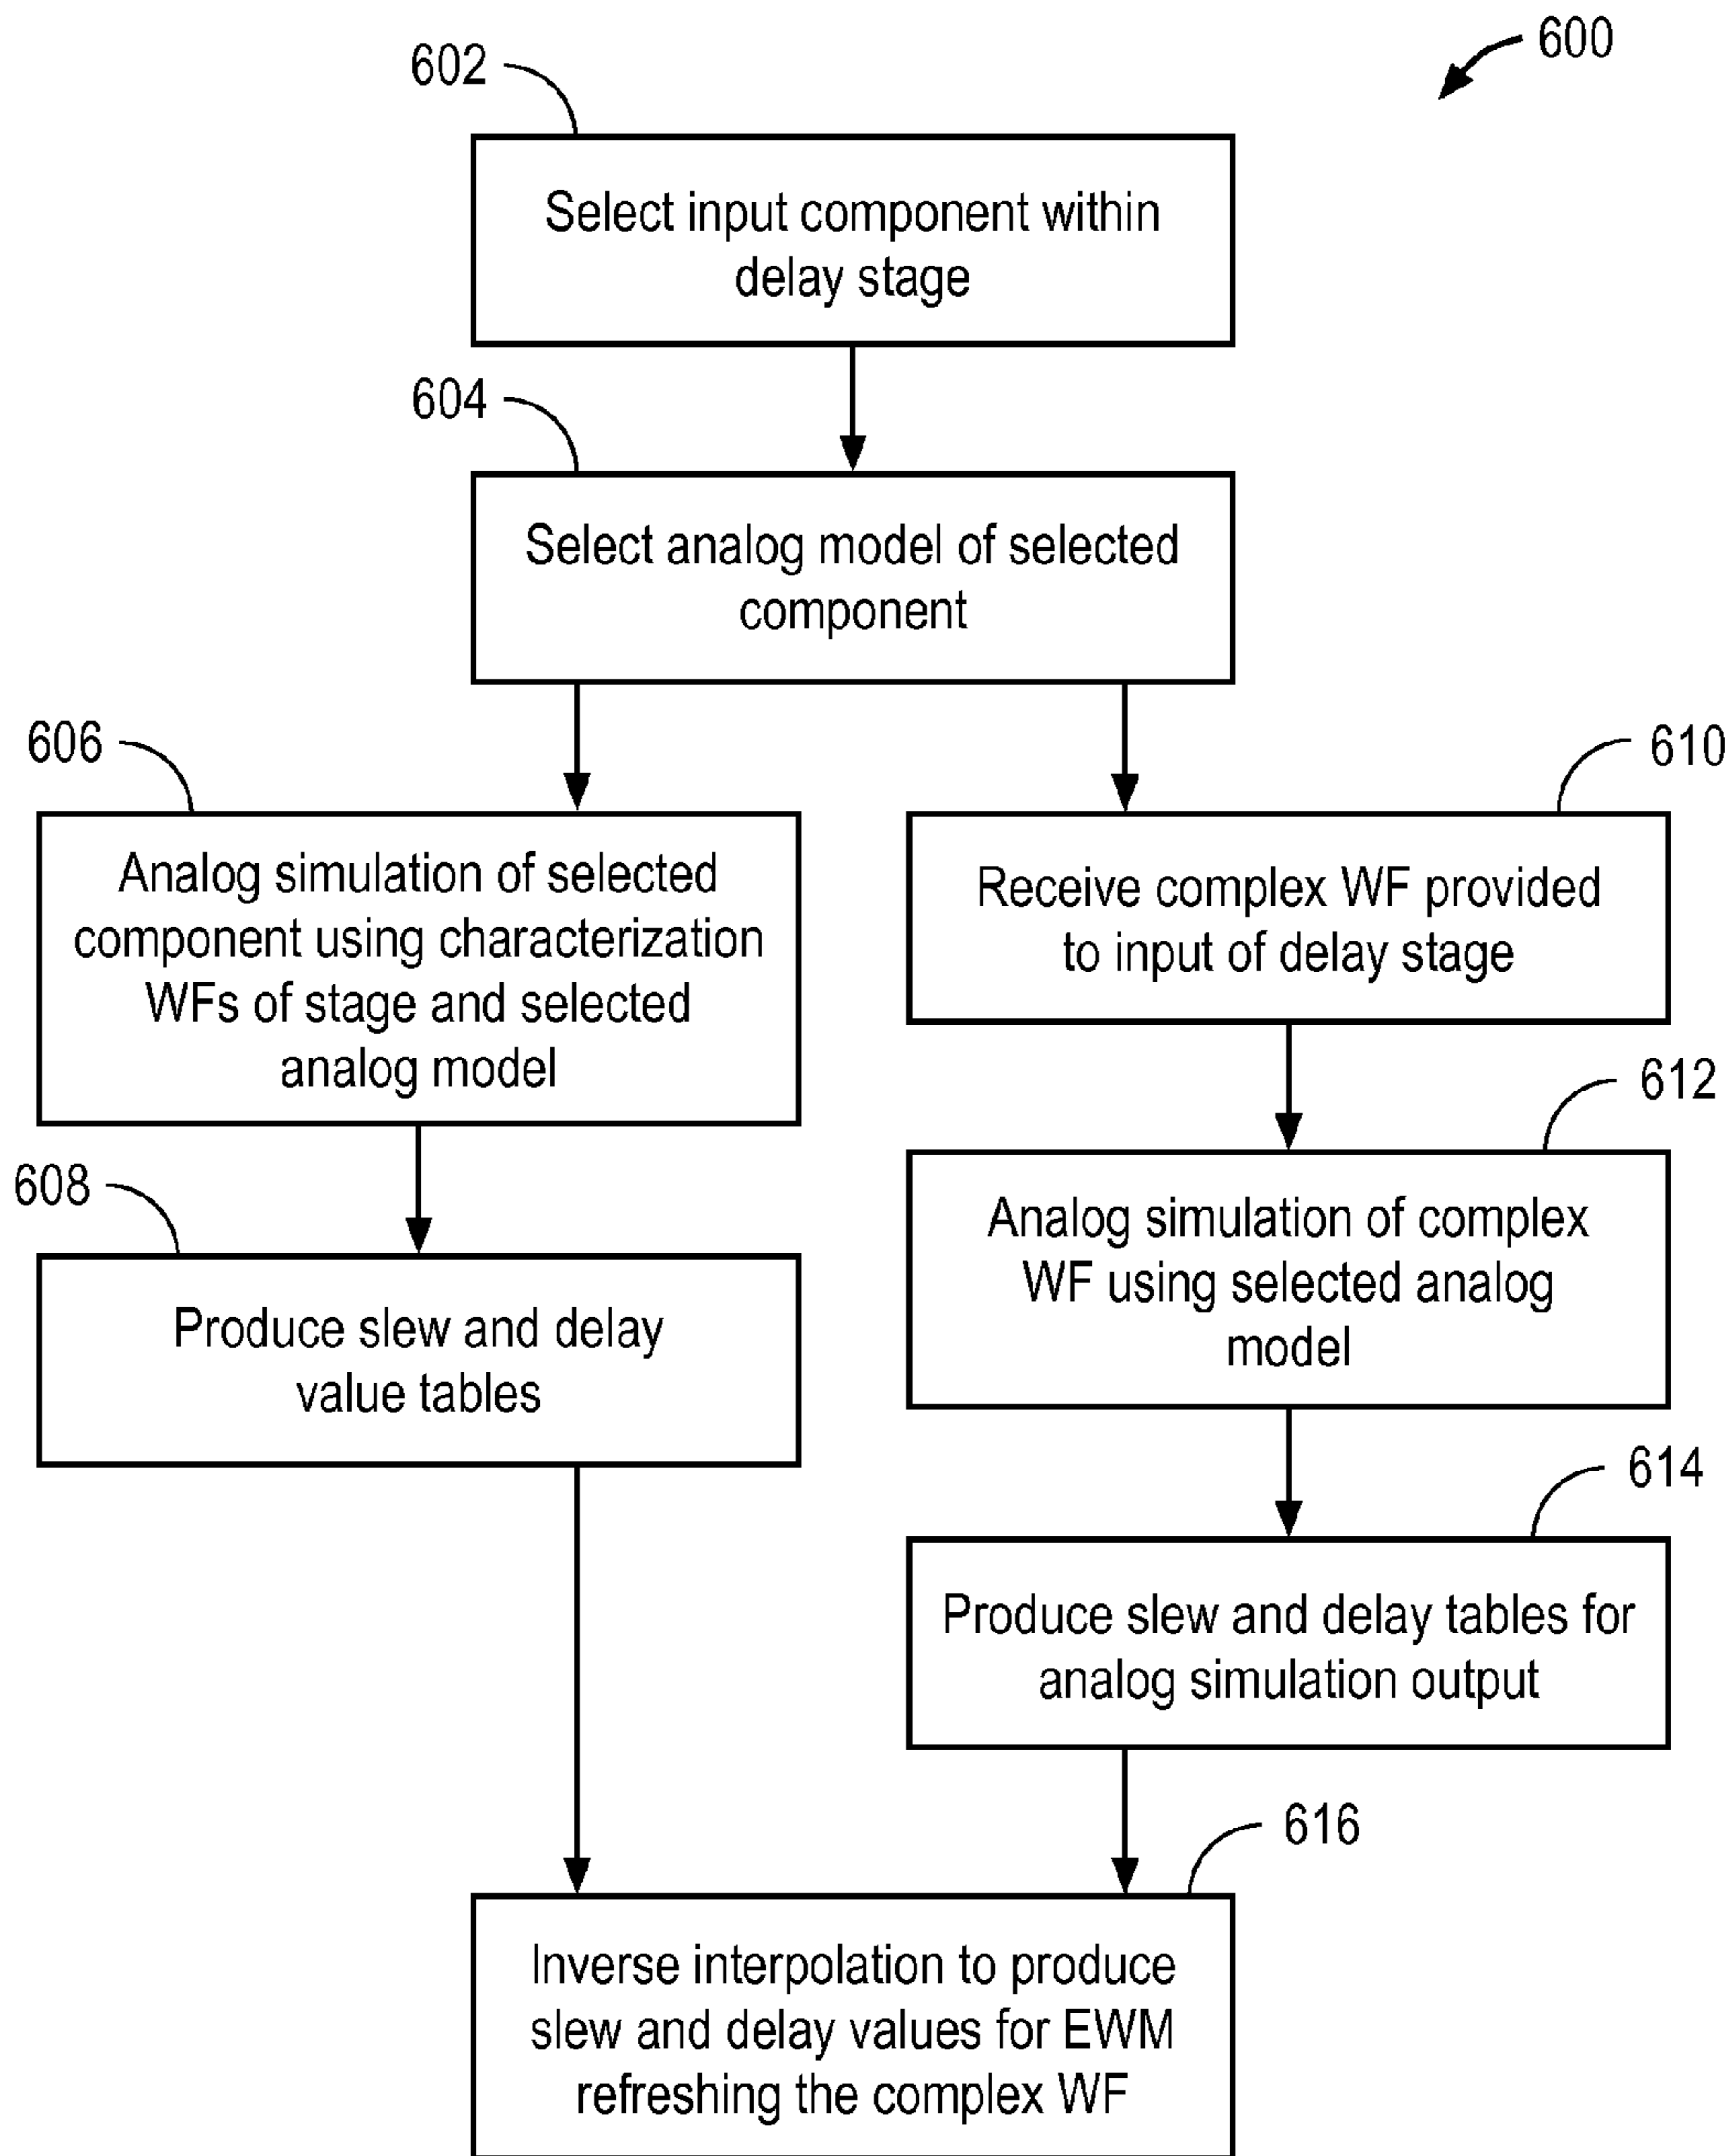 600
602
Select input component within
delay stage
604
Select analog model of selected
component
606
Analog simulation of selected
component using characterization
WFs of stage and selected
analog model
608
Produce slew and delay
value tables
610
Receive complex WF provided
to input of delay stage
612
Analog simulation of complex
WF using selected analog
model
614
Produce slew and delay tables for
analog simulation output
616
Inverse interpolation to produce
slew and delay values for EWM
refreshing the complex WF